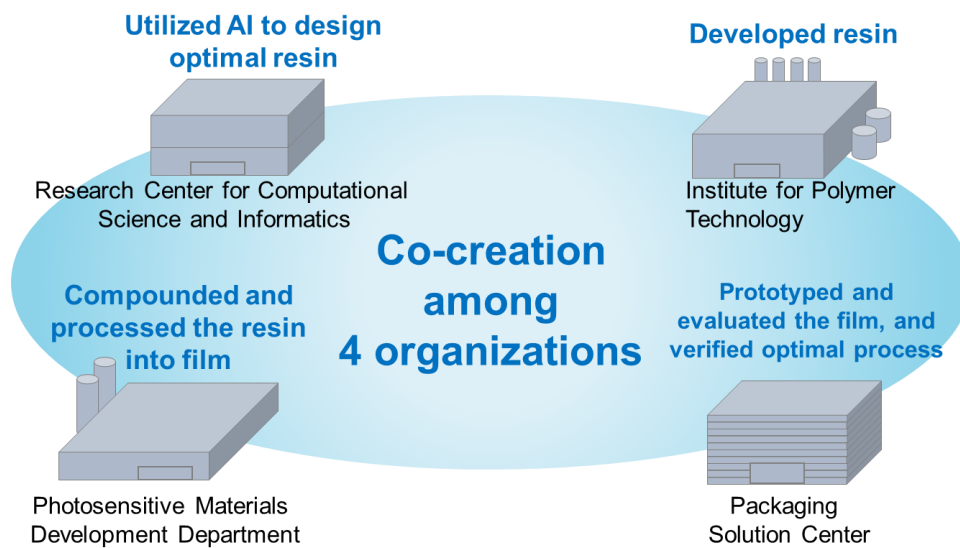 Utilized AI to design
optimal resin
Research Center for Computational
Science and Informatics
Developed resin
Institute for Polymer
Technology
Co-creation
among
4 organizations
Compounded and
processed the resin
into film
Photosensitive Materials
Development Department
Prototyped and
evaluated the film, and
verified optimal process
Packaging
Solution Center